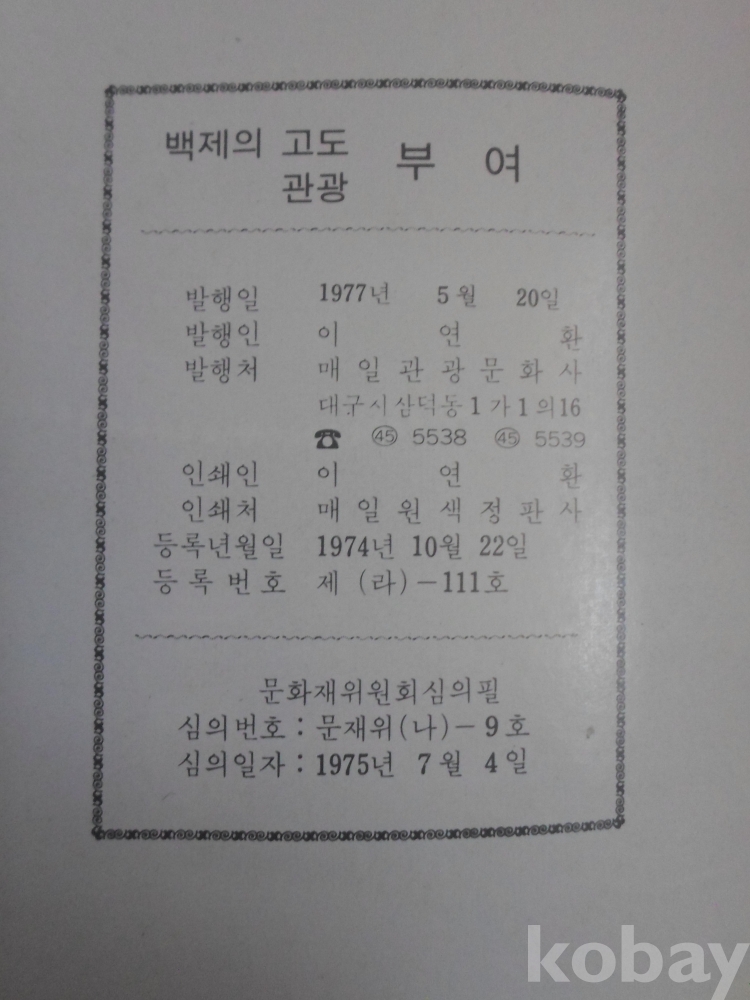 백제의 고도 부 여
관광
발행일 1977년 5월 20일
발행인 이 연 환
발행처 매일관광문화사
대구시삼덕동1가1의16
☎ ㊺ 5538 ㊺ 5539
인쇄인 이 연 환
인쇄처 매일원색정판사
등록년월일 1974년 10월 22일
등록번호 제 (라)-111호
문화재위원회심의필
심의번호 : 문재위(나)-9호
심의일자 : 1975년 7월 4일
kobay